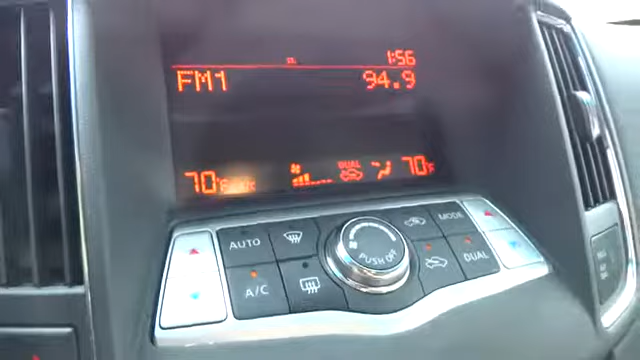 1:56
FM1 94.9
DUAL
70°F 70°F
AUTO MODE
PUSH OFF
A/C DUAL